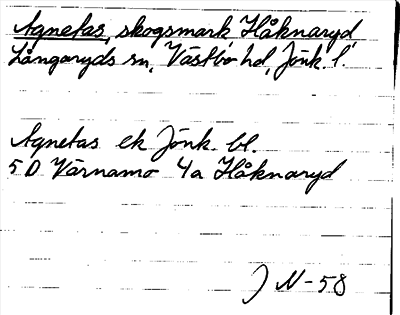 Agnetas, skogsmark Håknaryd
Långaryds sn, Västbo hd, Jönk. l.
Agnetas ek Jönk. bl.
5 D Värnamo 4a Håknaryd
) N-58